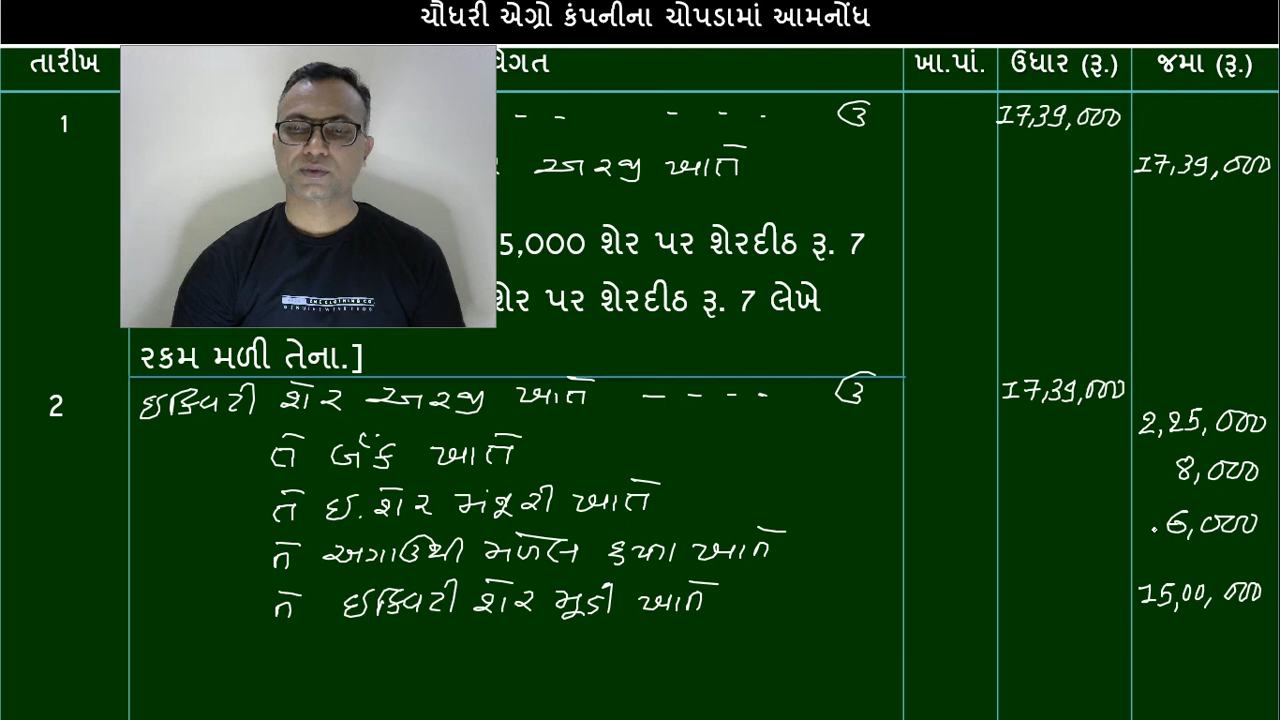 ચૌધરી એગ્રો કંપનીના ચોપડામાં આમનોંધ
તારીખ વિગત ખા.પાં. ઉધાર (રૂ.) જમા (રૂ.)
1 - - - - - ઉ 17,39,000
અરજી ખાતે 17,39,000
5,000 શેર પર શેરદીઠ રૂ. 7
શેર પર શેરદીઠ રૂ. 7 લેખે
રકમ મળી તેના.]
2 ઇક્વિટી શેર અરજી ખાતે - - - - ઉ 17,39,000
તે બેંક ખાતે 2,25,000
તે ઇ.શેર મંજૂરી ખાતે 8,000
તે અગાઉથી મળેલ હફ્તા ખાતે 6,000
તે ઇક્વિટી શેર મૂડી ખાતે 15,00,000